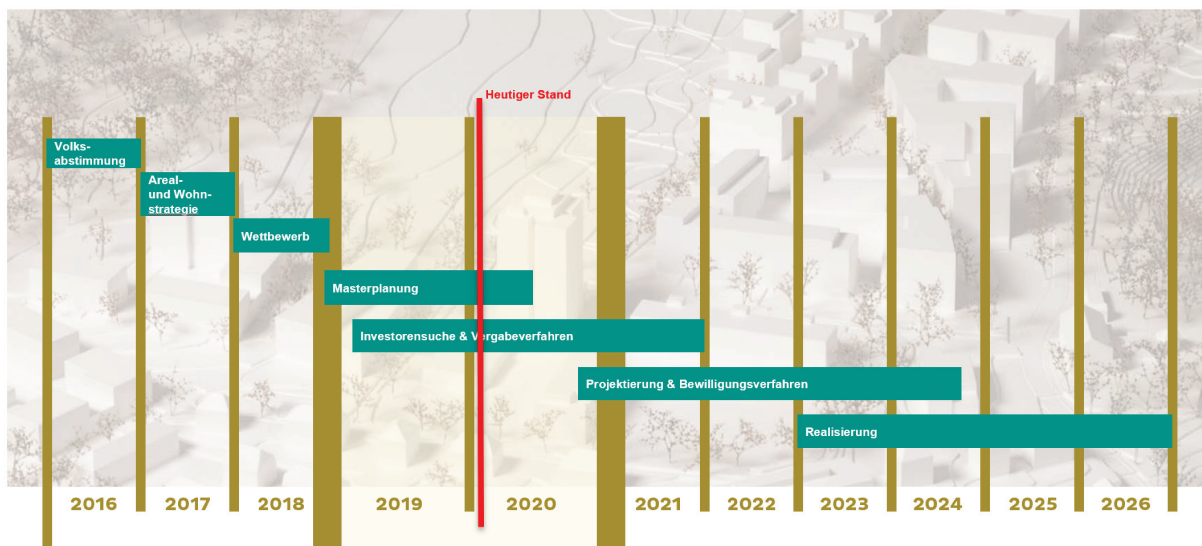 Heutiger Stand
Volks-
abstimmung
Areal-
und Wohn-
strategie
Wettbewerb
Masterplanung
Investorensuche & Vergabeverfahren
Projektierung & Bewilligungsverfahren
Realisierung
2016 2017 2018 2019 2020 2021 2022 2023 2024 2025 2026